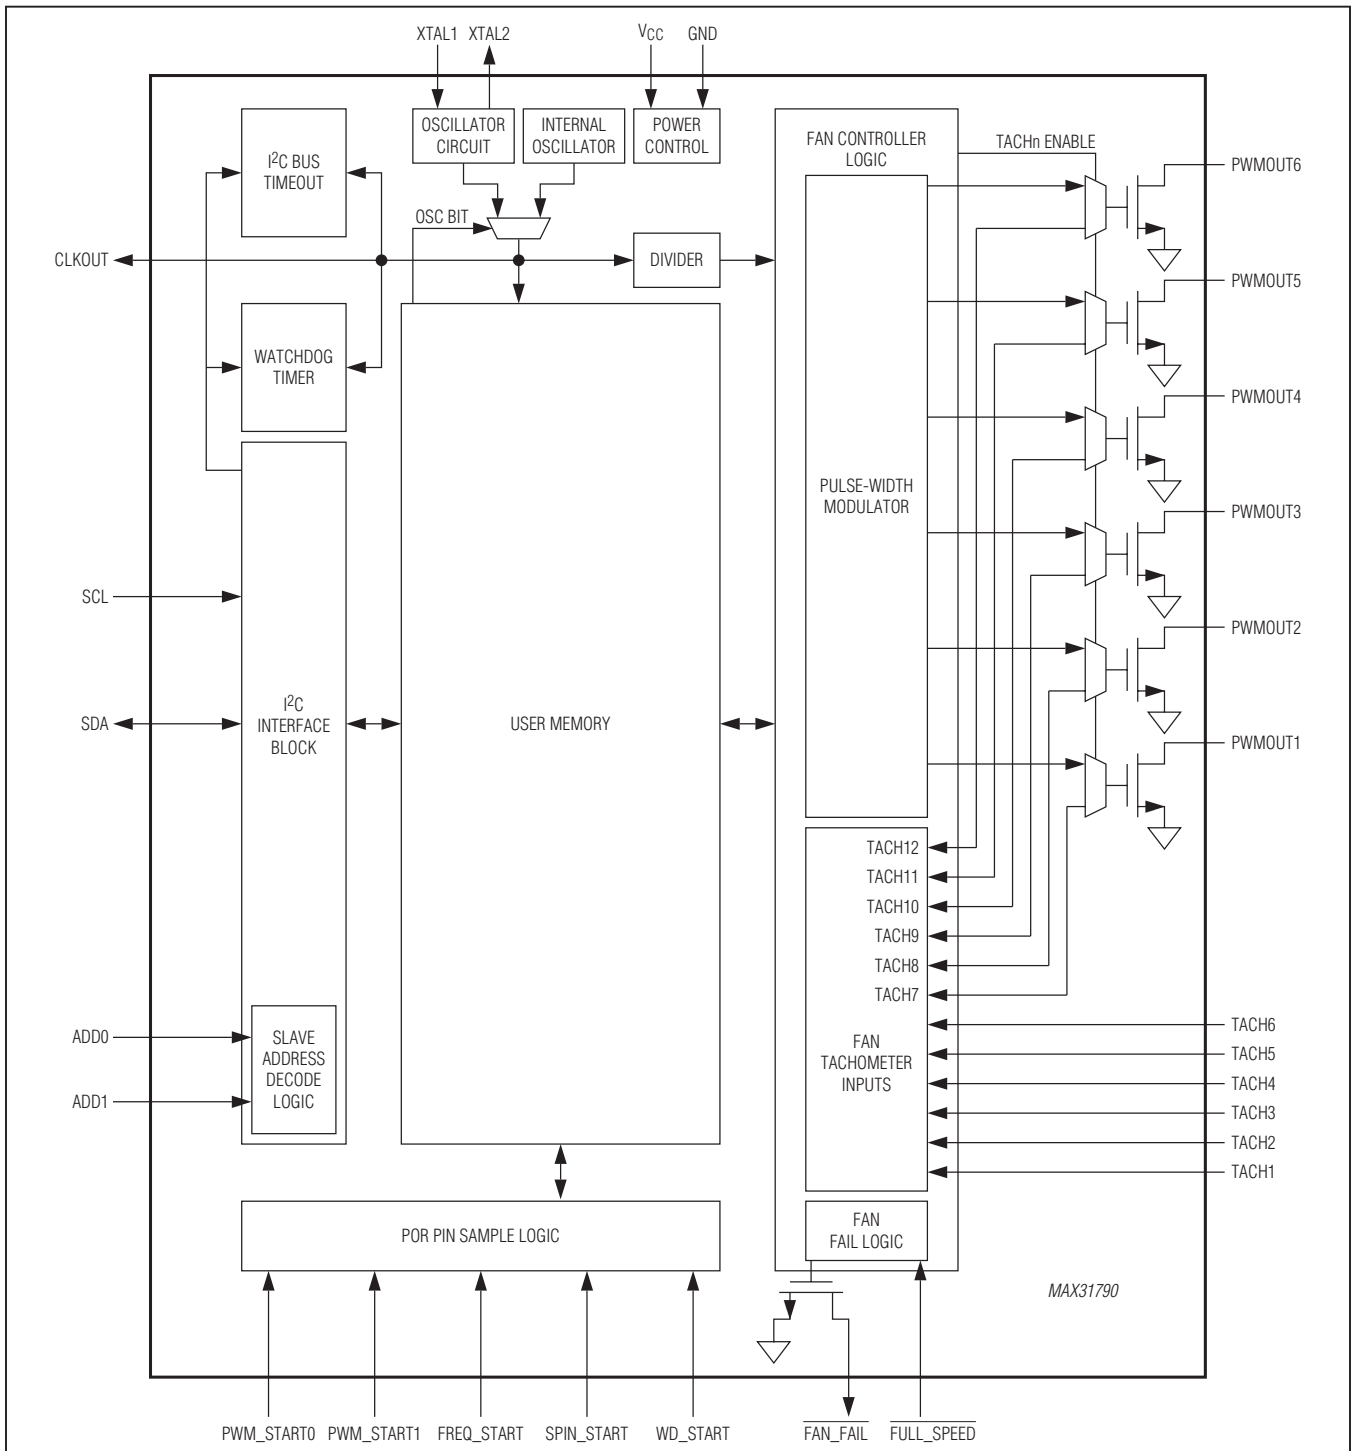 XTAL1 XTAL2
VCC GND
I2C BUS
TIMEOUT
OSCILLATOR
CIRCUIT
INTERNAL
OSCILLATOR
POWER
CONTROL
FAN CONTROLLER
LOGIC
TACHn ENABLE
PWMOUT6
OSC BIT
CLKOUT
DIVIDER
PWMOUT5
WATCHDOG
TIMER
PWMOUT4
PULSE-WIDTH
MODULATOR
PWMOUT3
SCL
PWMOUT2
I2C
INTERFACE
BLOCK
SDA
USER MEMORY
PWMOUT1
TACH12
TACH11
TACH10
TACH9
TACH8
TACH7
ADD0
ADD1
SLAVE
ADDRESS
DECODE
LOGIC
FAN
TACHOMETER
INPUTS
TACH6
TACH5
TACH4
TACH3
TACH2
TACH1
POR PIN SAMPLE LOGIC
FAN
FAIL LOGIC
MAX31790
PWM_START0 PWM_START1 FREQ_START SPIN_START WD_START FAN_FAIL FULL_SPEED